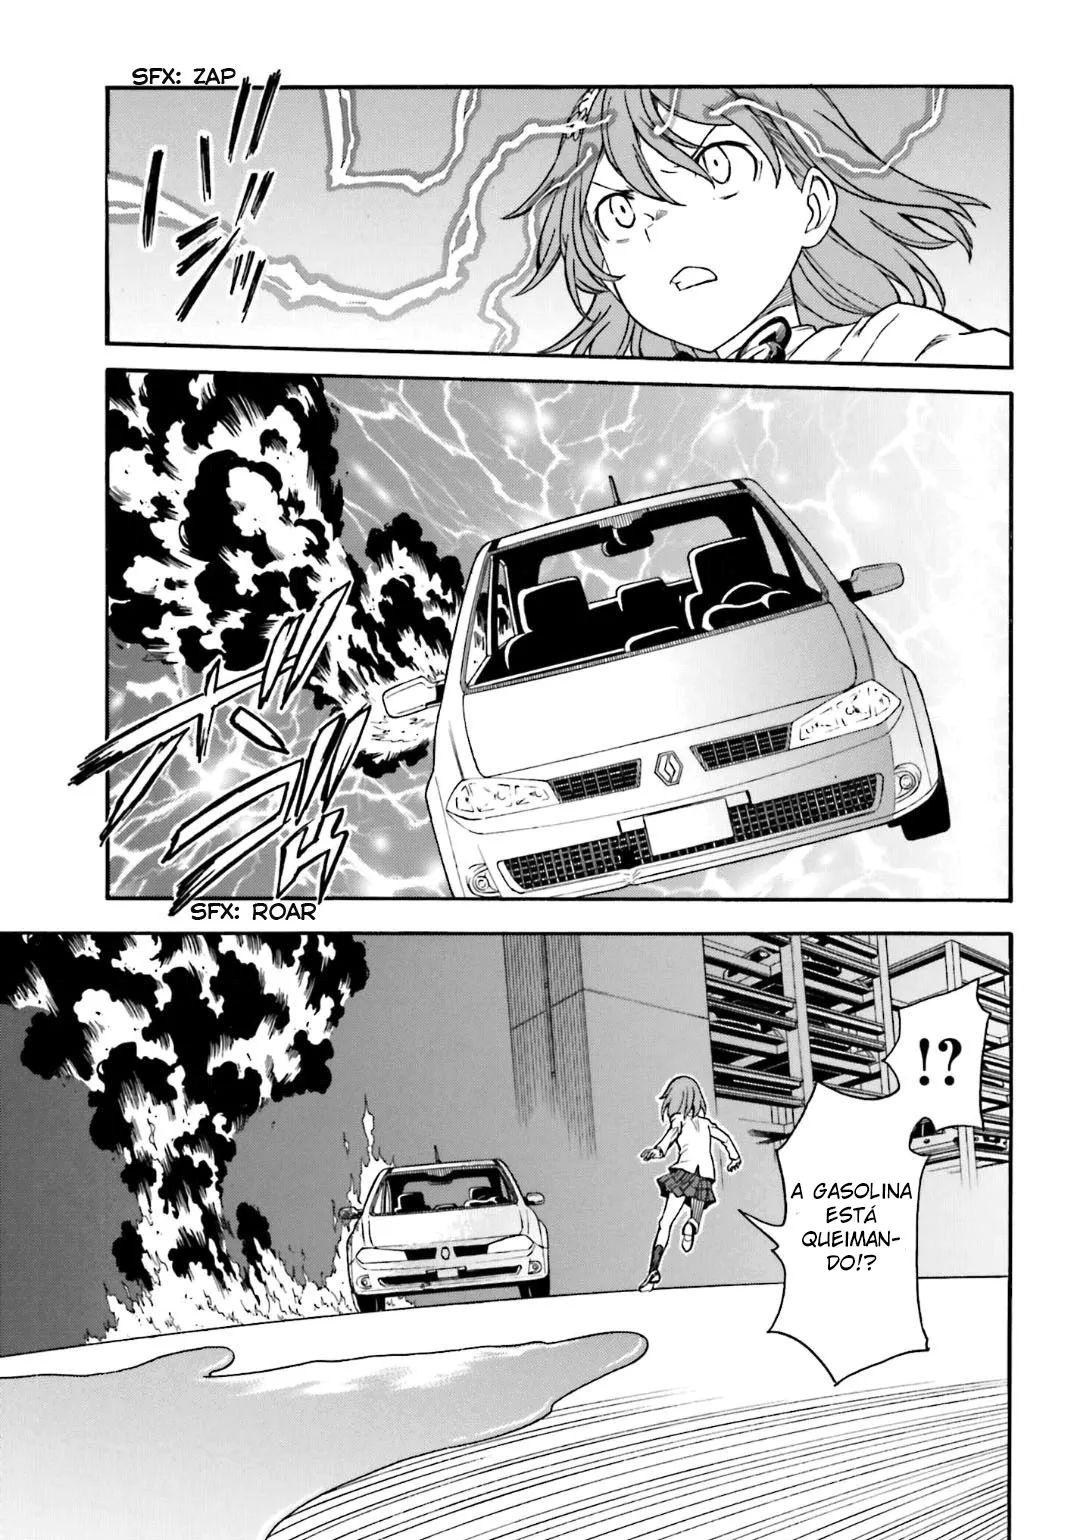 SFX: ZAP
SFX: ROAR
!?
A GASOLINA
ESTÁ
QUEIMAN-
DO!?